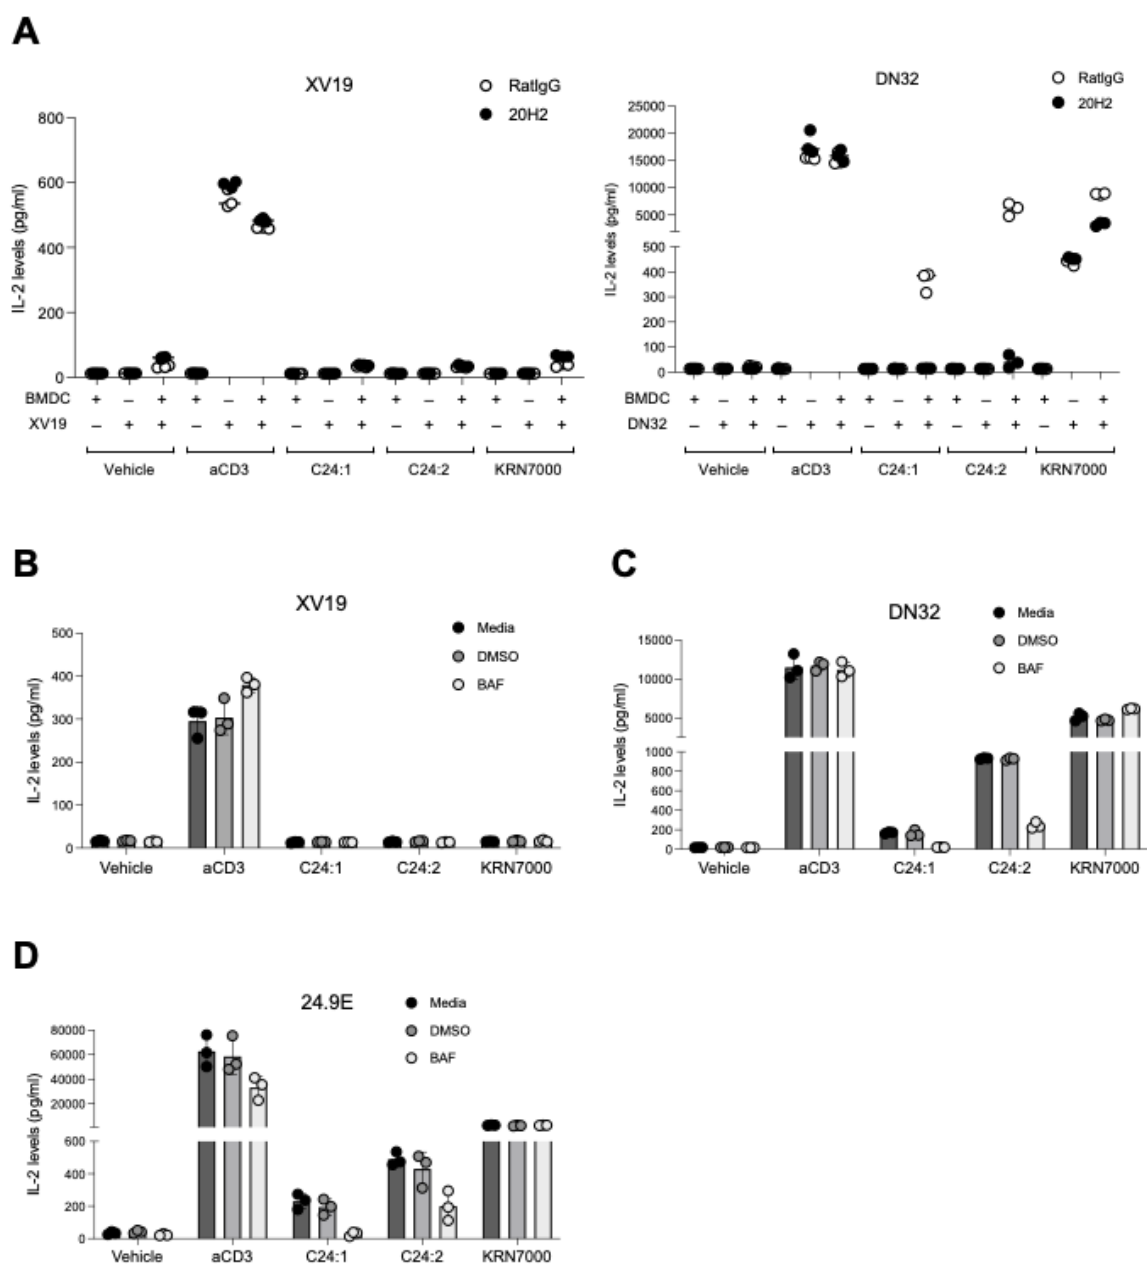 A
XV19
RatIgG
20H2
IL-2 levels (pg/ml)
800
600
400
200
0
BMDC + – + + – + + – + + – + + – +
XV19 – + + – + + – + + – + + – + +
Vehicle aCD3 C24:1 C24:2 KRN7000
DN32
RatIgG
20H2
IL-2 levels (pg/ml)
25000
20000
15000
10000
5000
500
400
300
200
100
0
BMDC + – + + – + + – + + – + + – +
DN32 – + + – + + – + + – + + – + +
Vehicle aCD3 C24:1 C24:2 KRN7000
B
XV19
Media
DMSO
BAF
IL-2 levels (pg/ml)
500
400
300
200
100
0
Vehicle aCD3 C24:1 C24:2 KRN7000
C
DN32
Media
DMSO
BAF
IL-2 levels (pg/ml)
15000
10000
5000
1000
800
600
400
200
0
Vehicle aCD3 C24:1 C24:2 KRN7000
D
24.9E
Media
DMSO
BAF
IL-2 levels (pg/ml)
80000
60000
40000
20000
600
400
200
0
Vehicle aCD3 C24:1 C24:2 KRN7000